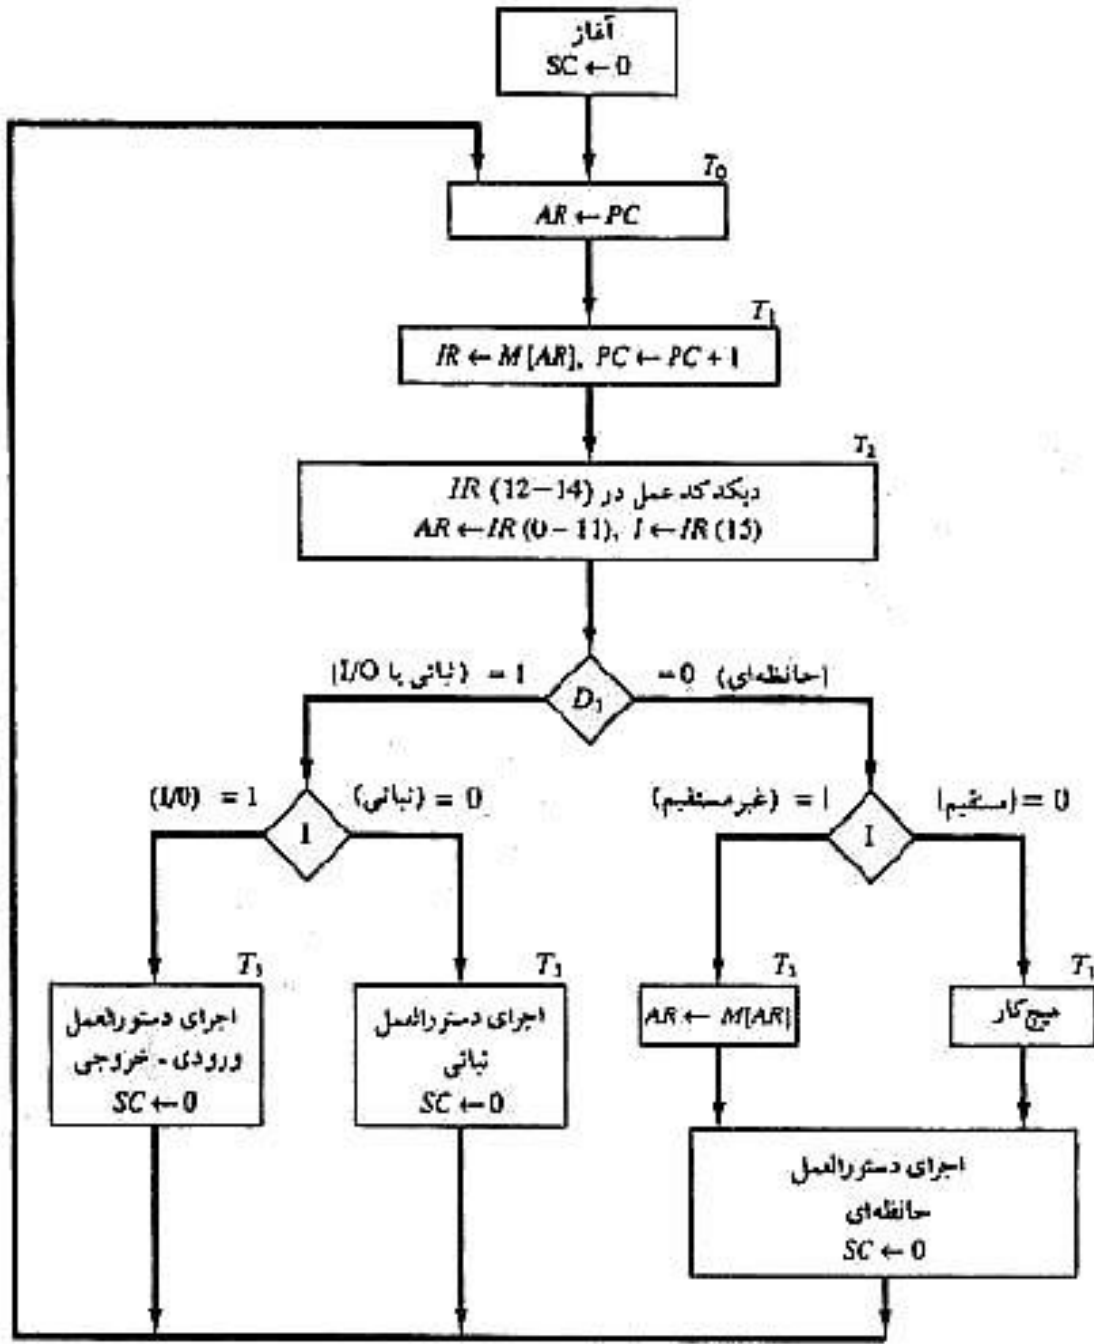 آغاز
SC ← 0
T₀
AR ← PC
T₁
IR ← M [AR], PC ← PC + 1
T₂
دیکد کد عمل در IR (12–14)
AR ← IR (0 – 11), I ← IR (15)
(ثباتی یا I/O) = 1
= 0 (حافظه‌ای)
D₇
(I/0) = 1
(ثباتی) = 0
(غیر مستقیم) = 1
(مستقیم) = 0
I
I
T₃
T₃
T₃
T₃
اجرای دستورالعمل
ورودی - خروجی
SC ← 0
اجرای دستورالعمل
ثباتی
SC ← 0
AR ← M[AR]
هیچ کار
اجرای دستورالعمل
حافظه‌ای
SC ← 0